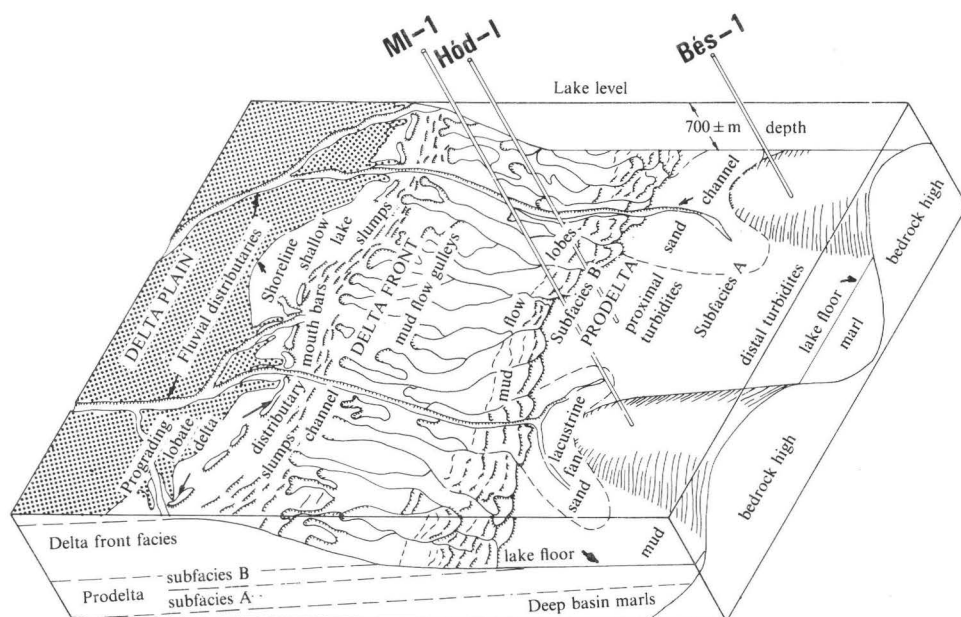 MI-1
Hód-I
Bés-1
Lake level
700 ± m depth
DELTA PLAIN
Fluval distributaries
Shoreline
shallow
lake
slumps
mouth bars
DELTA FRONT
mud flow gulleys
mud flow lobes
Subfacies B
PRODELTA
proximal
turbidites
sand
channel
Subfacies A
distal turbidites
lake floor
marl
bedrock high
Prograding
lobate
delta
distributary
channel
slumps
lacustrine
fan
sand
mud
bedrock high
Delta front facies
lake floor
subfacies B
Prodelta
subfacies A
Deep basin marls